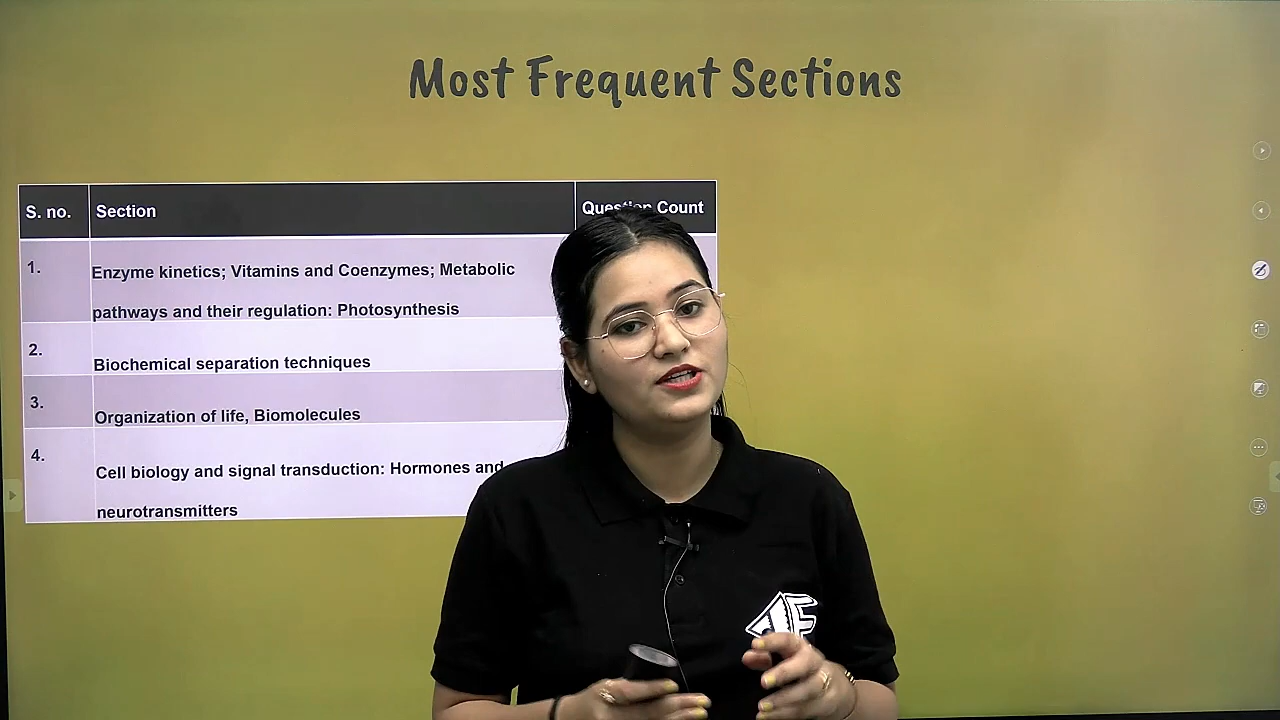 Most Frequent Sections
S. no. Section Question Count
1. Enzyme kinetics; Vitamins and Coenzymes; Metabolic
pathways and their regulation: Photosynthesis
2. Biochemical separation techniques
3. Organization of life, Biomolecules
4. Cell biology and signal transduction: Hormones and
neurotransmitters